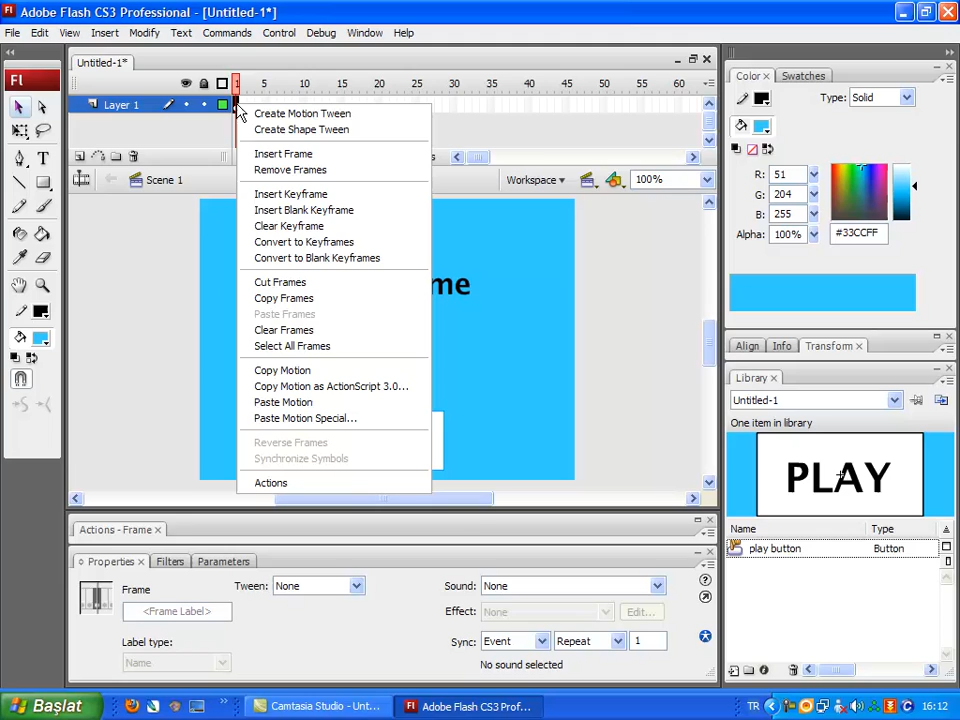 Adobe Flash CS3 Professional - [Untitled-1*]
File Edit View Insert Modify Text Commands Control Debug Window Help
Untitled-1*
1 5 10 15 20 25 30 35 40 45 50 55 60
Layer 1
Scene 1
Workspace
100%
Create Motion Tween
Create Shape Tween
Insert Frame
Remove Frames
Insert Keyframe
Insert Blank Keyframe
Clear Keyframe
Convert to Keyframes
Convert to Blank Keyframes
Cut Frames
Copy Frames
Paste Frames
Clear Frames
Select All Frames
Copy Motion
Copy Motion as ActionScript 3.0...
Paste Motion
Paste Motion Special...
Reverse Frames
Synchronize Symbols
Actions
me
Color Swatches
Type: Solid
R: 51
G: 204
B: 255
Alpha: 100%
#33CCFF
Align Info Transform
Library
Untitled-1
One item in library
PLAY
Name Type
play button Button
Actions - Frame
Properties Filters Parameters
Frame
<Frame Label>
Label type:
Name
Tween: None
Sound: None
Effect: None Edit...
Sync: Event Repeat 1
No sound selected
Fl
Başlat
Camtasia Studio - Unt...
Adobe Flash CS3 Prof...
TR
16:12